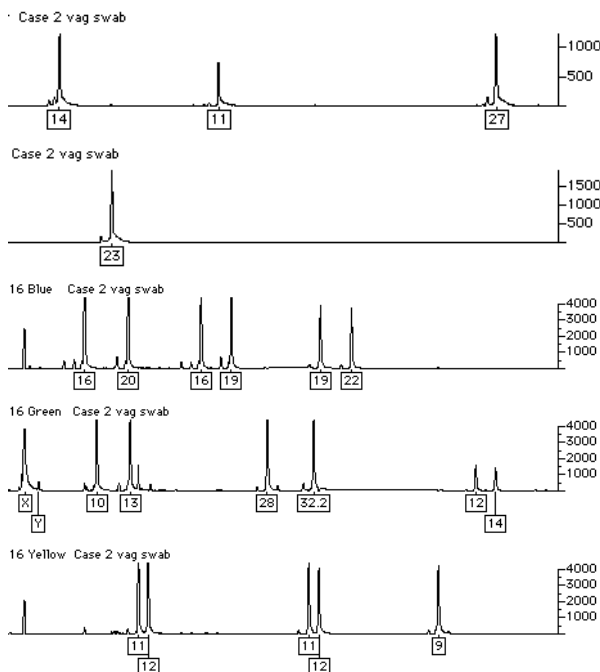 Case 2 vag swab
1000
500
14 11 27
Case 2 vag swab
1500
1000
500
23
16 Blue Case 2 vag swab
4000
3000
2000
1000
16 20 16 19 19 22
16 Green Case 2 vag swab
4000
3000
2000
1000
X 10 13 28 32.2 12
Y 14
16 Yellow Case 2 vag swab
4000
3000
2000
1000
11 11 9
12 12